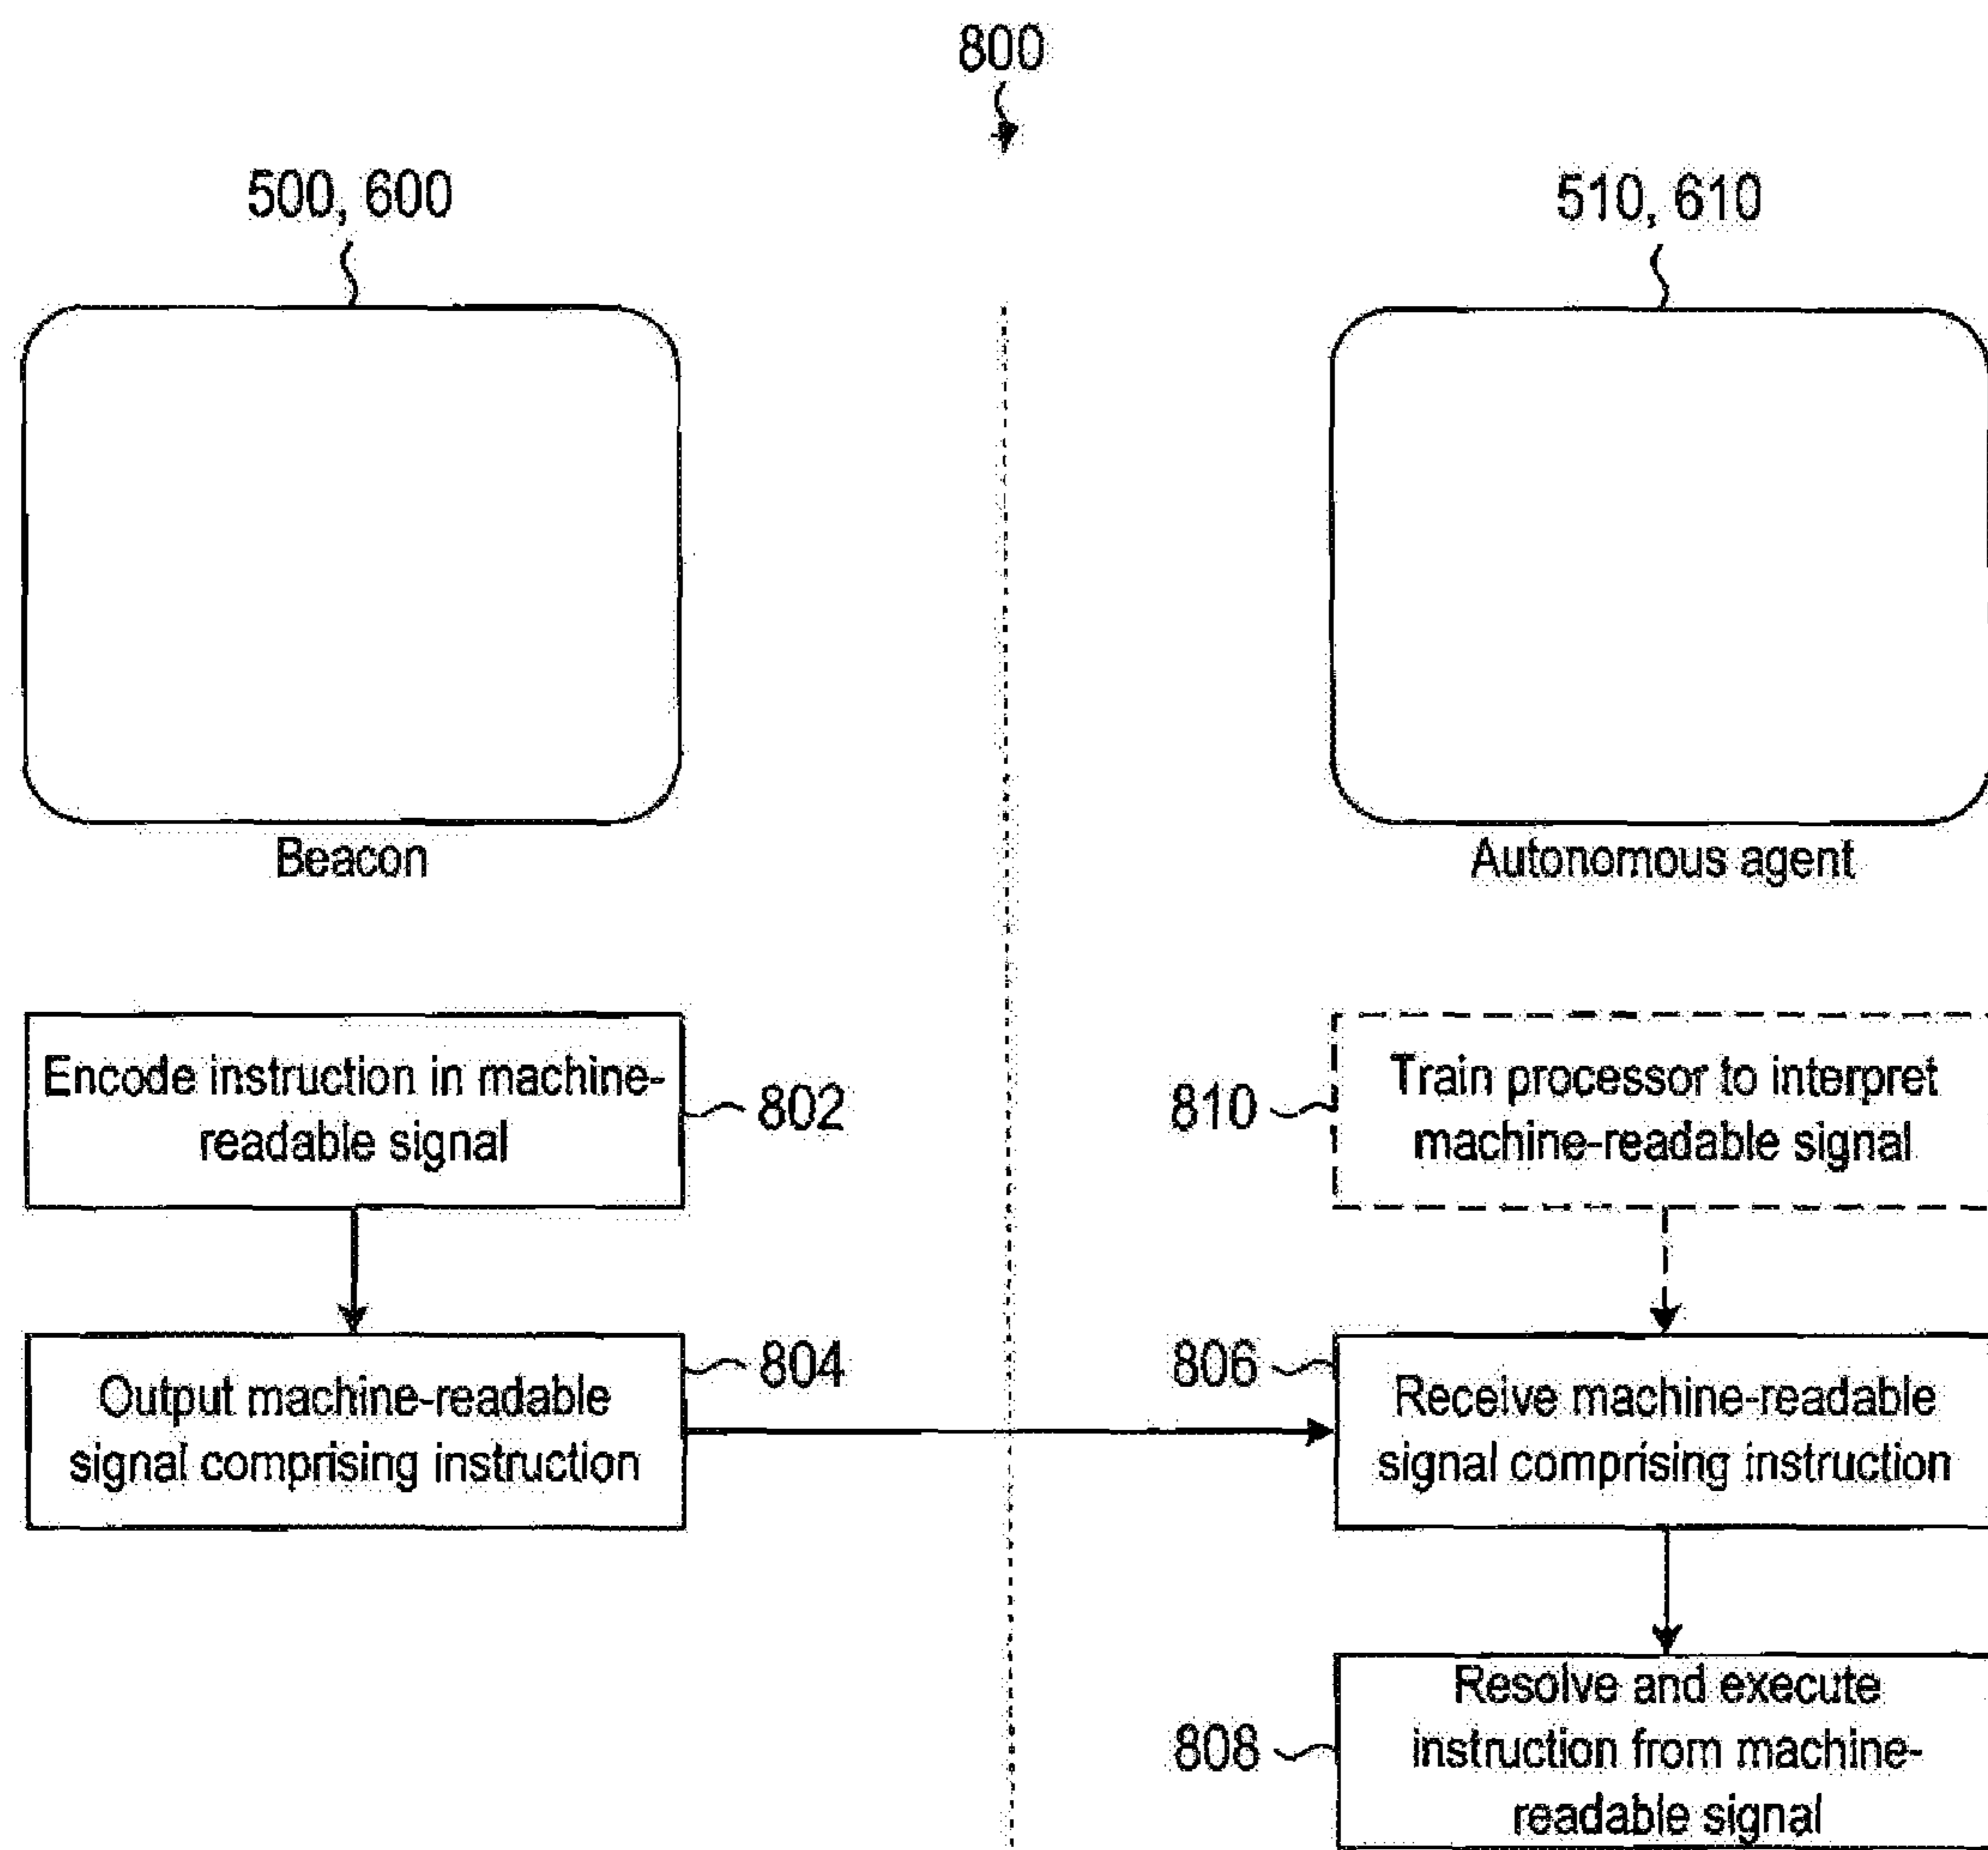 800
500, 600
510, 610
Beacon
Autonomous agent
Encode instruction in machine-
readable signal
802
810
Train processor to interpret
machine-readable signal
Output machine-readable
signal comprising instruction
804
806
Receive machine-readable
signal comprising instruction
808
Resolve and execute
instruction from machine-
readable signal